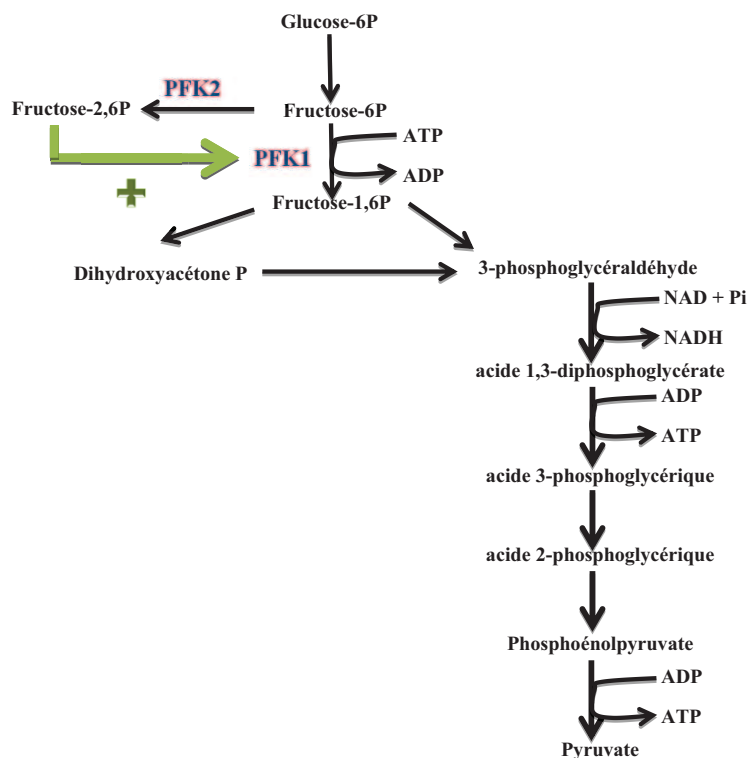 Glucose-6P
PFK2
Fructose-2,6P
Fructose-6P
ATP
PFK1
ADP
Fructose-1,6P
Dihydroxyacétone P
3-phosphoglycéraldéhyde
NAD + Pi
NADH
acide 1,3-diphosphoglycérate
ADP
ATP
acide 3-phosphoglycérique
acide 2-phosphoglycérique
Phosphoénolpyruvate
ADP
ATP
Pyruvate